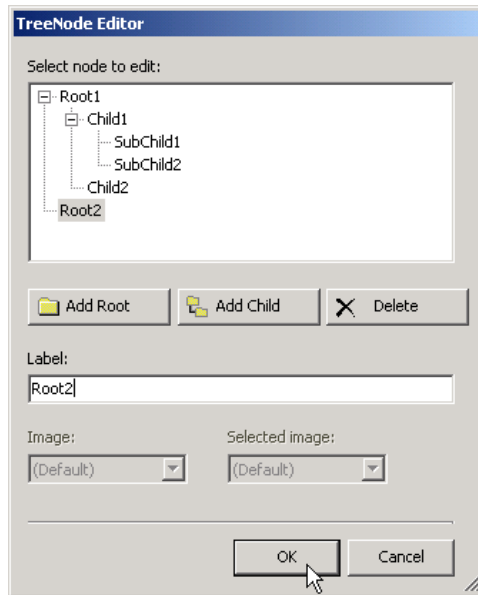 TreeNode Editor
Select node to edit:
Root1
Child1
SubChild1
SubChild2
Child2
Root2
Add Root Add Child Delete
Label:
Root2
Image: Selected image:
(Default) (Default)
OK Cancel